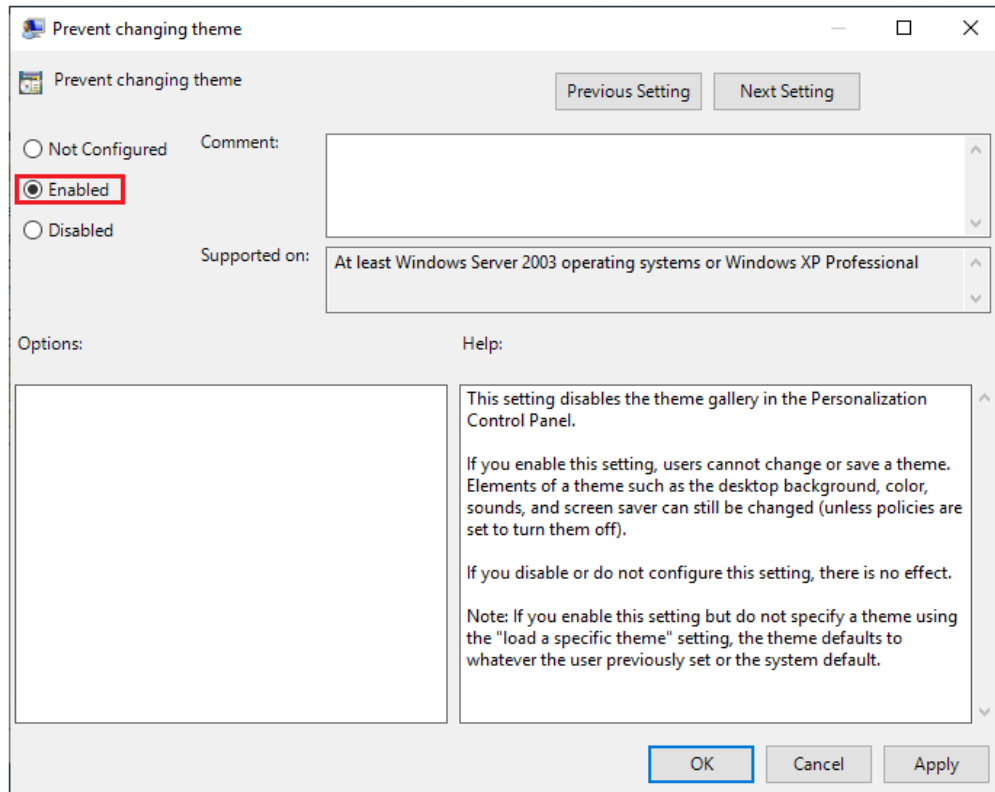 Prevent changing theme
Prevent changing theme
Previous Setting
Next Setting
Not Configured
Comment:
Enabled
Disabled
Supported on:
At least Windows Server 2003 operating systems or Windows XP Professional
Options:
Help:
This setting disables the theme gallery in the Personalization
Control Panel.
If you enable this setting, users cannot change or save a theme.
Elements of a theme such as the desktop background, color,
sounds, and screen saver can still be changed (unless policies are
set to turn them off).
If you disable or do not configure this setting, there is no effect.
Note: If you enable this setting but do not specify a theme using
the "load a specific theme" setting, the theme defaults to
whatever the user previously set or the system default.
OK
Cancel
Apply